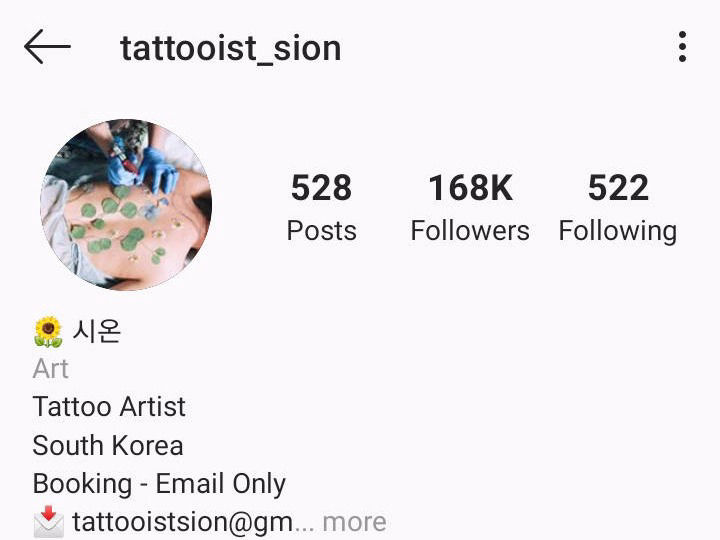 tattooist_sion
528 168K 522
Posts Followers Following
🌻 시온
Art
Tattoo Artist
South Korea
Booking - Email Only
📩 tattooistsion@gm... more